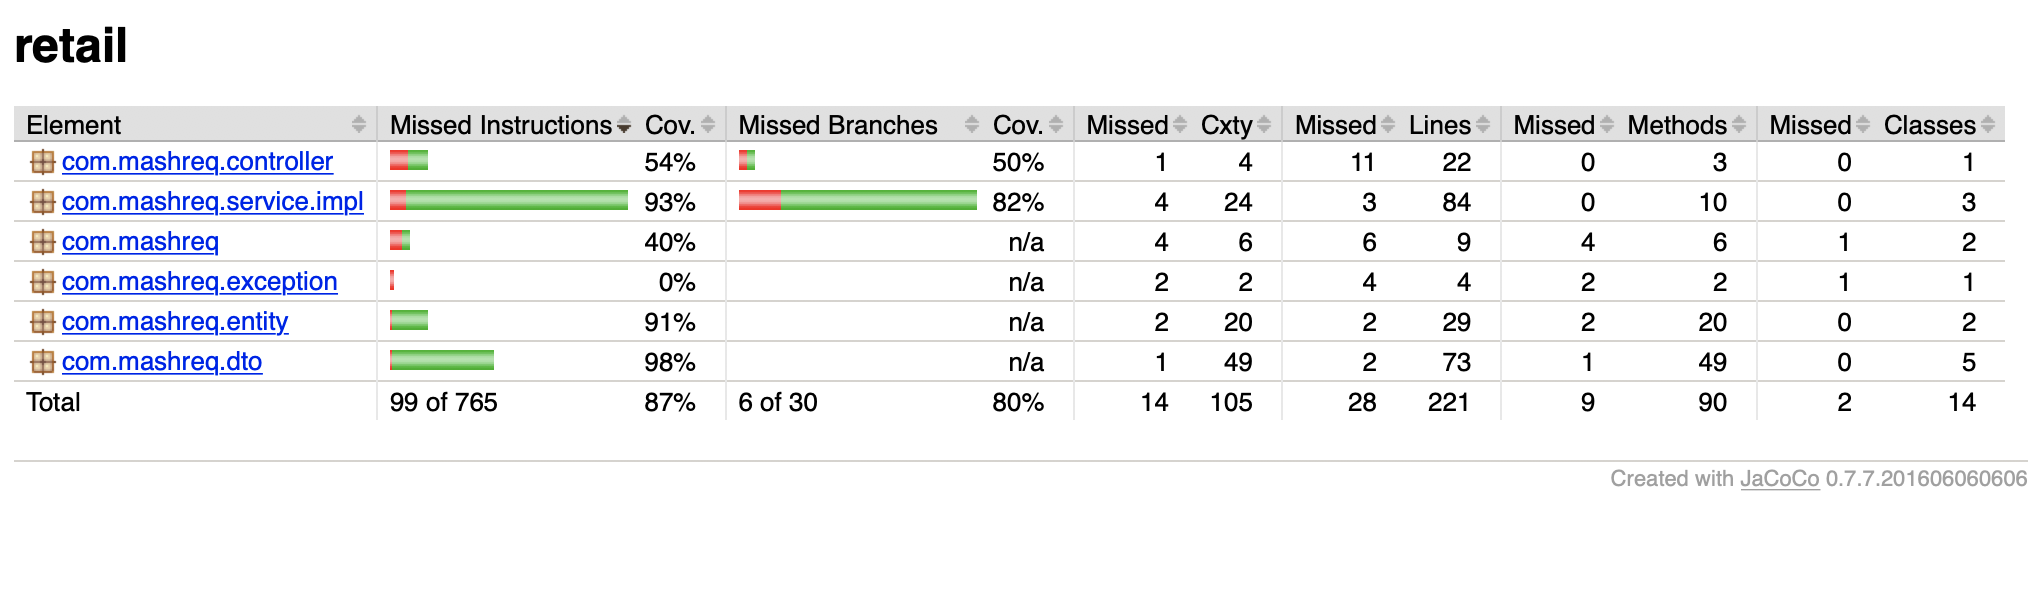 retail
Element Missed Instructions Cov. Missed Branches Cov. Missed Cxty Missed Lines Missed Methods Missed Classes
com.mashreq.controller 54% 50% 1 4 11 22 0 3 0 1
com.mashreq.service.impl 93% 82% 4 24 3 84 0 10 0 3
com.mashreq 40% n/a 4 6 6 9 4 6 1 2
com.mashreq.exception 0% n/a 2 2 4 4 2 2 1 1
com.mashreq.entity 91% n/a 2 20 2 29 2 20 0 2
com.mashreq.dto 98% n/a 1 49 2 73 1 49 0 5
Total 99 of 765 87% 6 of 30 80% 14 105 28 221 9 90 2 14
Created with JaCoCo 0.7.7.201606060606